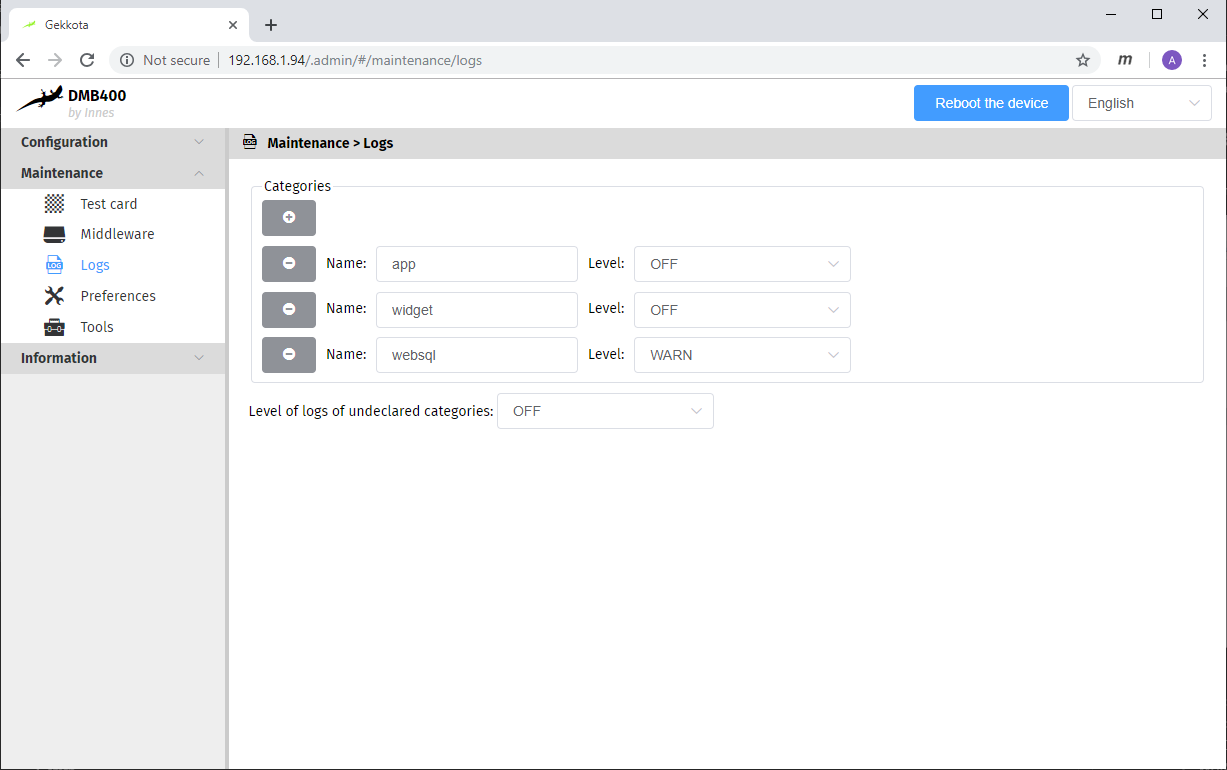 Gekkota
Not secure 192.168.1.94/.admin/#/maintenance/logs m A
DMB400
by Innes
Reboot the device English
Configuration
Maintenance
Test card
Middleware
LOG Logs
Preferences
Tools
Information
LOG Maintenance > Logs
Categories
Name: app Level: OFF
Name: widget Level: OFF
Name: websql Level: WARN
Level of logs of undeclared categories: OFF